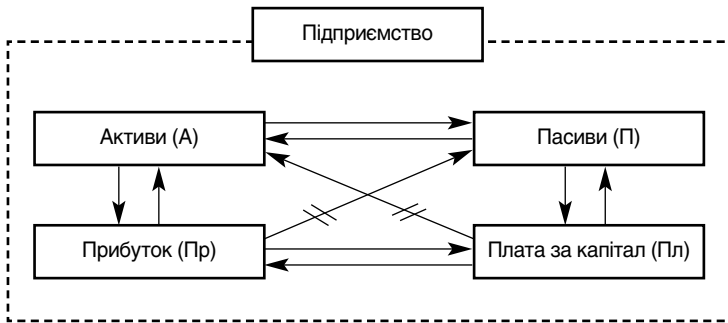 Підприємство
Активи (А)
Пасиви (П)
Прибуток (Пр)
Плата за капітал (Пл)